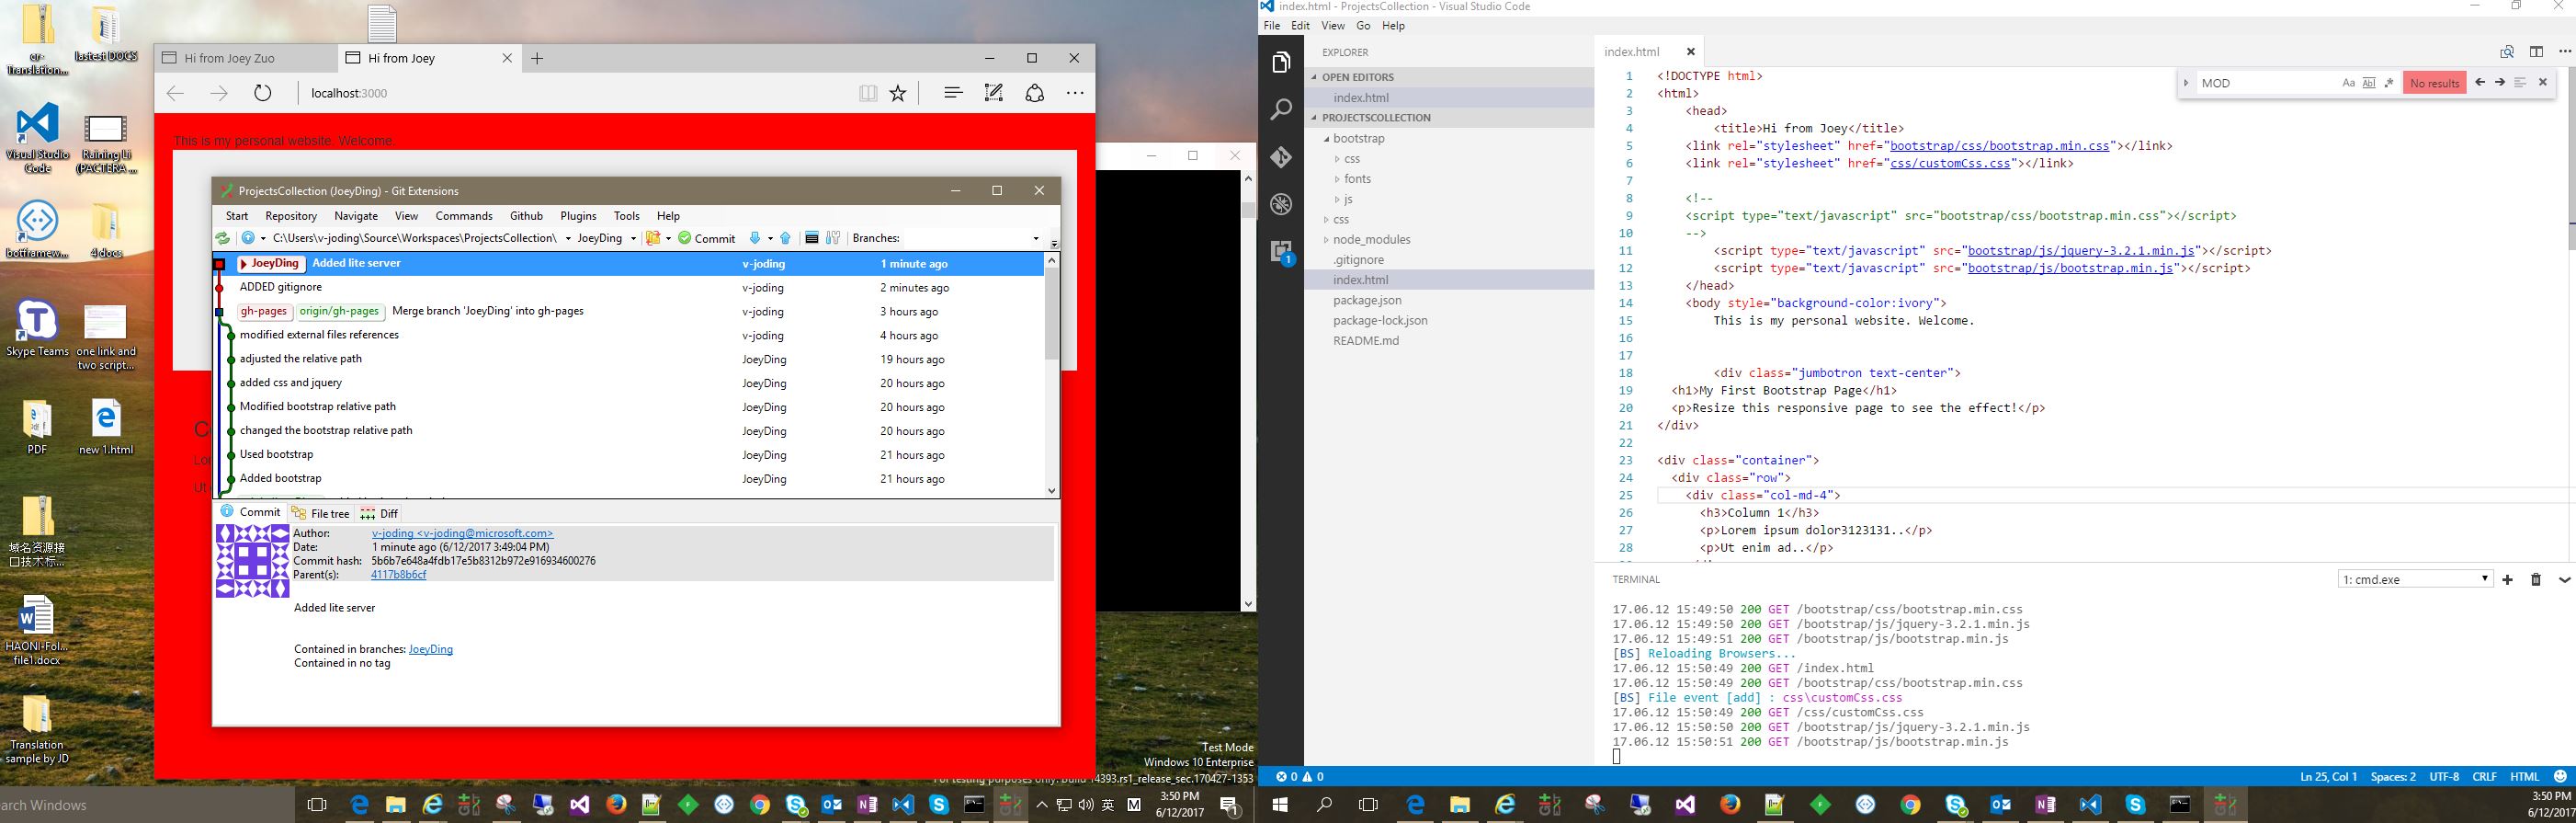 cr-
Translation...
lastest DOCS
Visual Studio
Code
Raining Li
(PACTERA ...
botframew...
4docs
Skype Teams
one link and
two script...
PDF
new 1.html
域名资源接
口技术标...
HAONI-Fol...
file1.docx
Translation
sample by JD
Hi from Joey Zuo
Hi from Joey
localhost:3000
This is my personal website. Welcome.
ProjectsCollection (JoeyDing) - Git Extensions
Start Repository Navigate View Commands Github Plugins Tools Help
C:\Users\v-joding\Source\Workspaces\ProjectsCollection\ JoeyDing Commit Branches:
JoeyDing Added lite server v-joding 1 minute ago
ADDED gitignore v-joding 2 minutes ago
gh-pages origin/gh-pages Merge branch 'JoeyDing' into gh-pages v-joding 3 hours ago
modified external files references v-joding 4 hours ago
adjusted the relative path JoeyDing 19 hours ago
added css and jquery JoeyDing 20 hours ago
Modified bootstrap relative path JoeyDing 20 hours ago
changed the bootstrap relative path JoeyDing 20 hours ago
Used bootstrap JoeyDing 21 hours ago
Added bootstrap JoeyDing 21 hours ago
Commit File tree Diff
Author: v-joding <v-joding@microsoft.com>
Date: 1 minute ago (6/12/2017 3:49:04 PM)
Commit hash: 5b6b7e648a4fdb17e5b8312b972e916934600276
Parent(s): 4117b8b6cf
Added lite server
Contained in branches: JoeyDing
Contained in no tag
Test Mode
Windows 10 Enterprise
For testing purposes only. Build 14393.rs1_release_sec.170427-1353
arch Windows
英 M
3:50 PM
6/12/2017
index.html - ProjectsCollection - Visual Studio Code
File Edit View Go Help
EXPLORER
OPEN EDITORS
index.html
PROJECTSCOLLECTION
bootstrap
css
fonts
js
css
node_modules
.gitignore
index.html
package.json
package-lock.json
README.md
1
index.html
MOD Aa Abl .* No results
1 <!DOCTYPE html>
2 <html>
3 <head>
4 <title>Hi from Joey</title>
5 <link rel="stylesheet" href="bootstrap/css/bootstrap.min.css"></link>
6 <link rel="stylesheet" href="css/customCss.css"></link>
7
8 <!--
9 <script type="text/javascript" src="bootstrap/css/bootstrap.min.css"></script>
10 -->
11 <script type="text/javascript" src="bootstrap/js/jquery-3.2.1.min.js"></script>
12 <script type="text/javascript" src="bootstrap/js/bootstrap.min.js"></script>
13 </head>
14 <body style="background-color:ivory">
15 This is my personal website. Welcome.
16
17
18 <div class="jumbotron text-center">
19 <h1>My First Bootstrap Page</h1>
20 <p>Resize this responsive page to see the effect!</p>
21 </div>
22
23 <div class="container">
24 <div class="row">
25 <div class="col-md-4">
26 <h3>Column 1</h3>
27 <p>Lorem ipsum dolor3123131..</p>
28 <p>Ut enim ad..</p>
TERMINAL
1: cmd.exe
17.06.12 15:49:50 200 GET /bootstrap/css/bootstrap.min.css
17.06.12 15:49:50 200 GET /bootstrap/js/jquery-3.2.1.min.js
17.06.12 15:49:51 200 GET /bootstrap/js/bootstrap.min.js
[BS] Reloading Browsers...
17.06.12 15:50:49 200 GET /index.html
17.06.12 15:50:49 200 GET /bootstrap/css/bootstrap.min.css
[BS] File event [add] : css\customCss.css
17.06.12 15:50:49 200 GET /css/customCss.css
17.06.12 15:50:50 200 GET /bootstrap/js/jquery-3.2.1.min.js
17.06.12 15:50:51 200 GET /bootstrap/js/bootstrap.min.js
0 0 Ln 25, Col 1 Spaces: 2 UTF-8 CRLF HTML
3:50 PM
6/12/2017